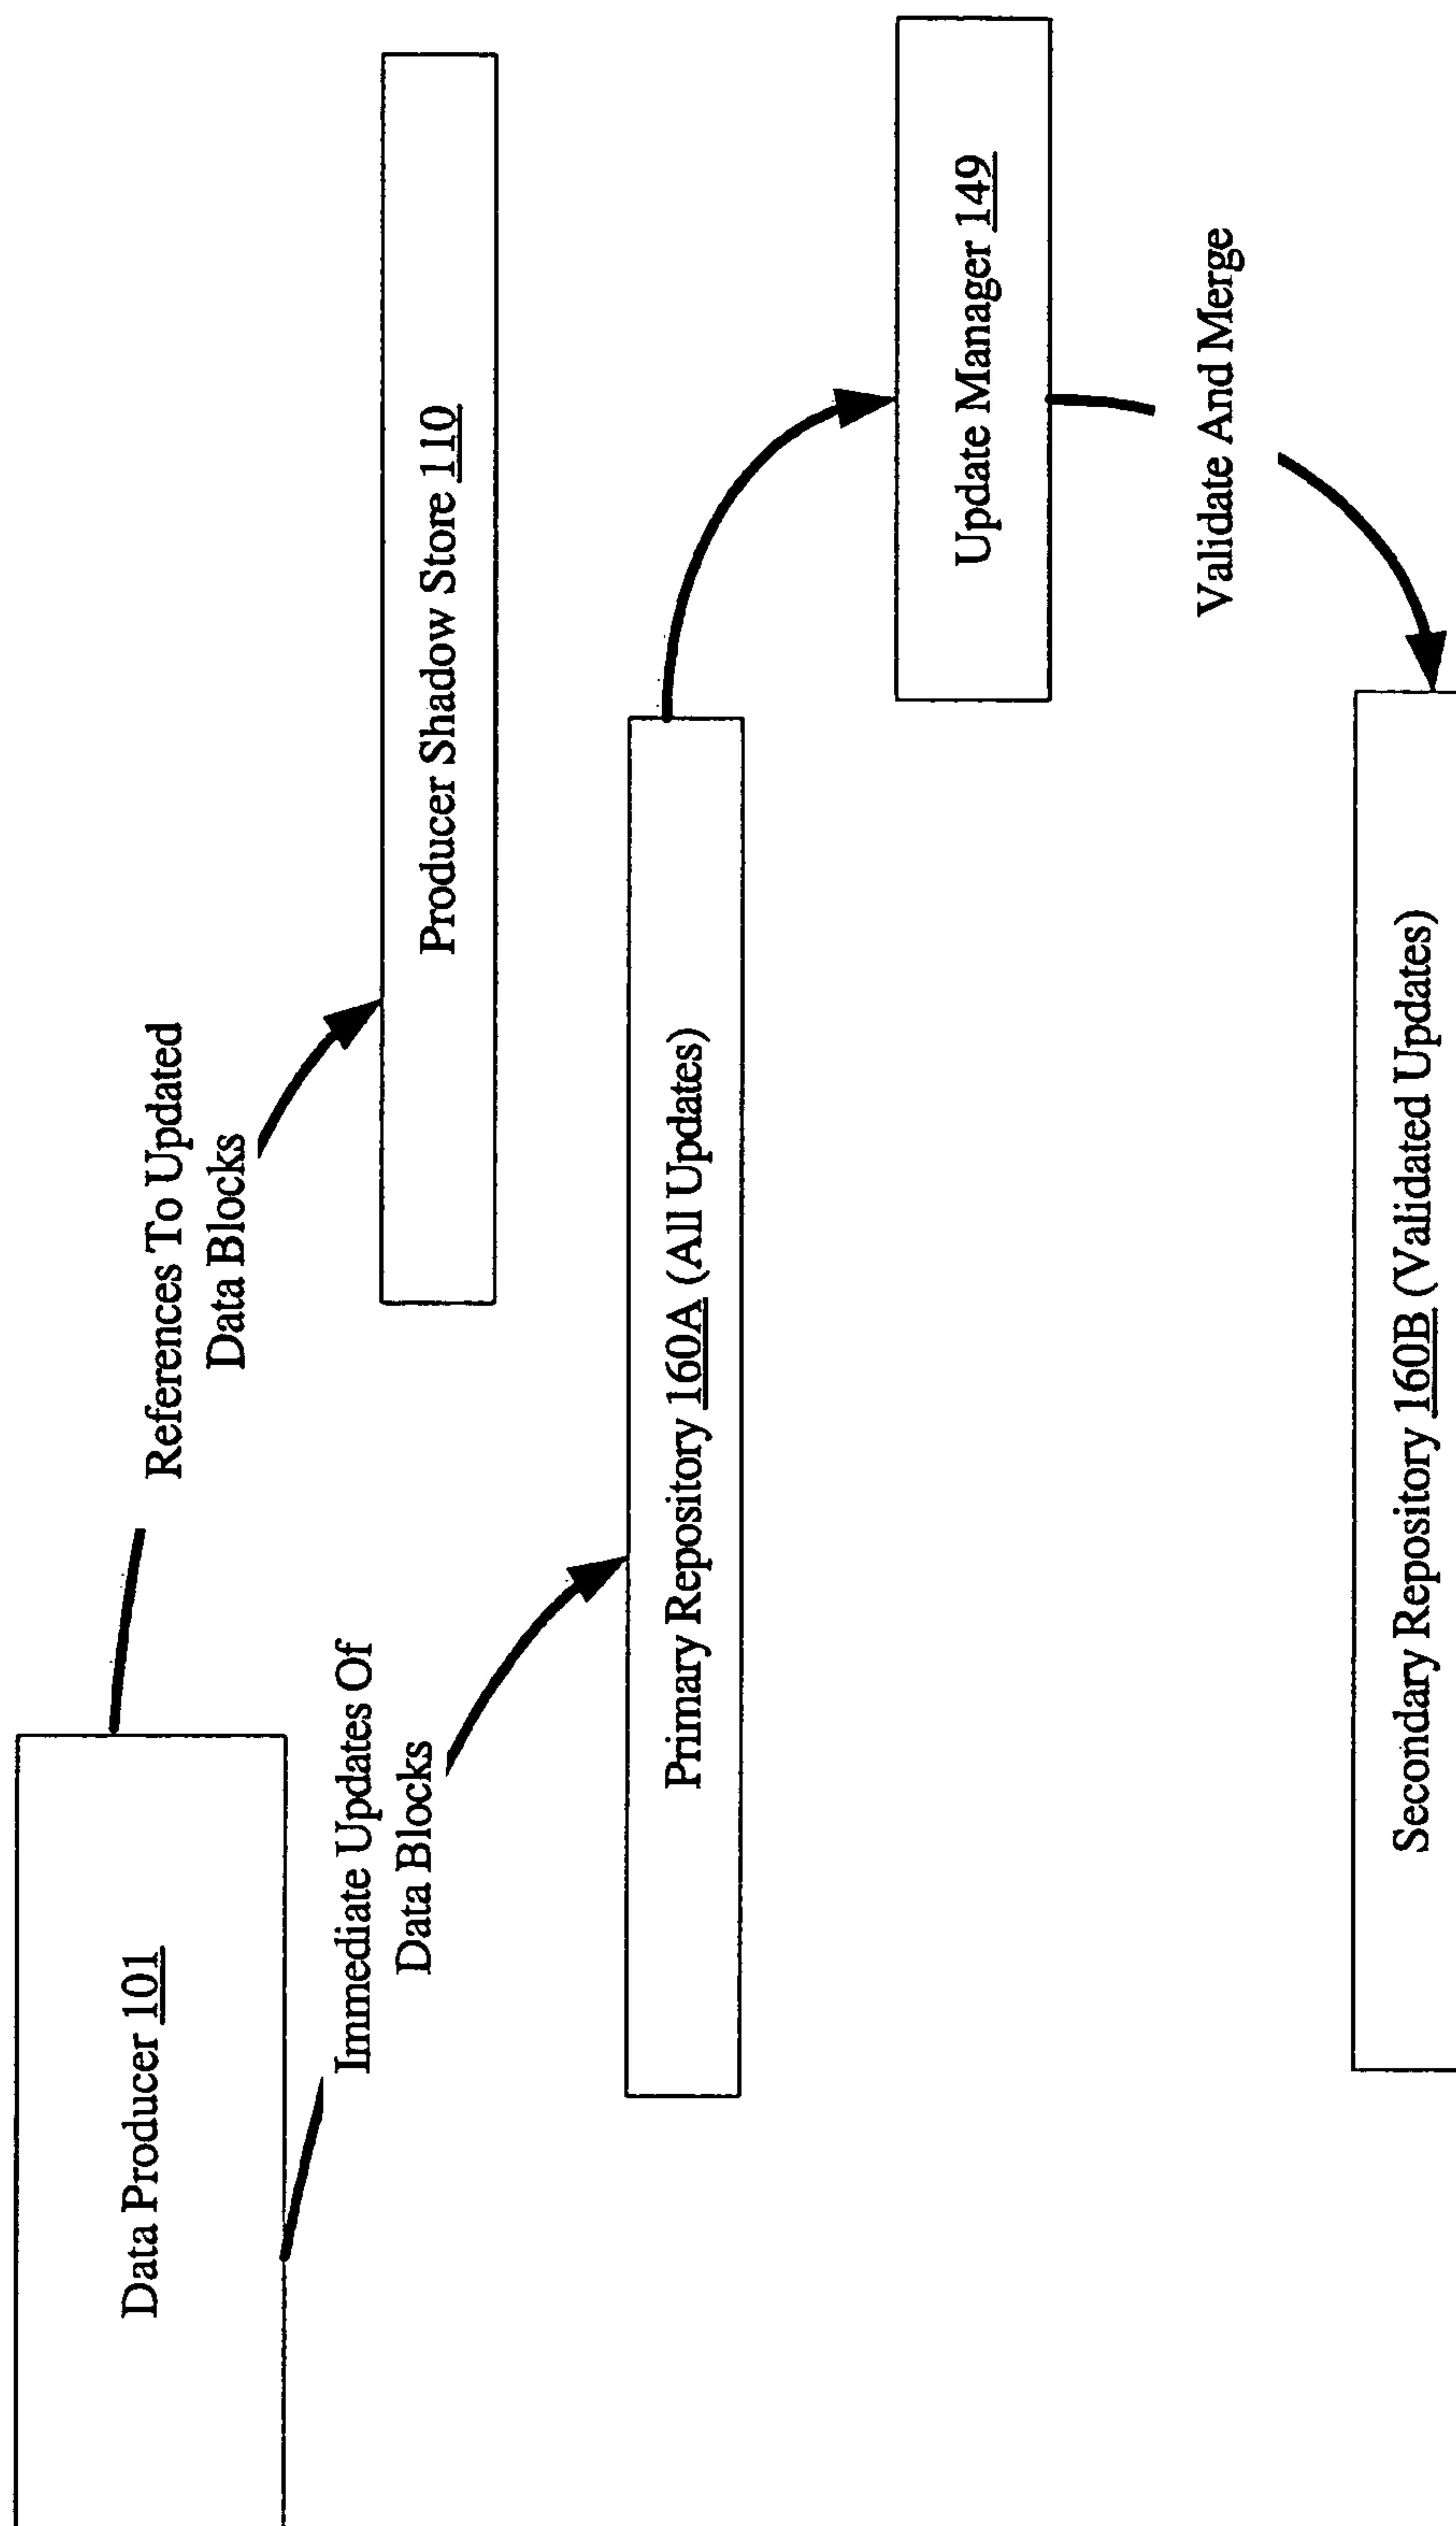 Data Producer 101
References To Updated
Data Blocks
Immediate Updates Of
Data Blocks
Producer Shadow Store 110
Primary Repository 160A (All Updates)
Update Manager 149
Validate And Merge
Secondary Repository 160B (Validated Updates)